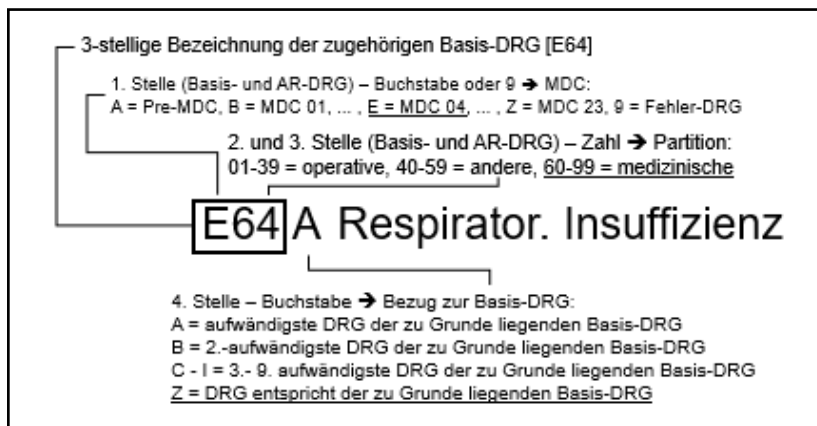 3-stellige Bezeichnung der zugehörigen Basis-DRG [E64]
1. Stelle (Basis- und AR-DRG) – Buchstabe oder 9 ➔ MDC:
A = Pre-MDC, B = MDC 01, ... , E = MDC 04, ... , Z = MDC 23, 9 = Fehler-DRG
2. und 3. Stelle (Basis- und AR-DRG) – Zahl ➔ Partition:
01-39 = operative, 40-59 = andere, 60-99 = medizinische
E64 A Respirator. Insuffizienz
4. Stelle – Buchstabe ➔ Bezug zur Basis-DRG:
A = aufwändigste DRG der zu Grunde liegenden Basis-DRG
B = 2.-aufwändigste DRG der zu Grunde liegenden Basis-DRG
C - I = 3.- 9. aufwändigste DRG der zu Grunde liegenden Basis-DRG
Z = DRG entspricht der zu Grunde liegenden Basis-DRG